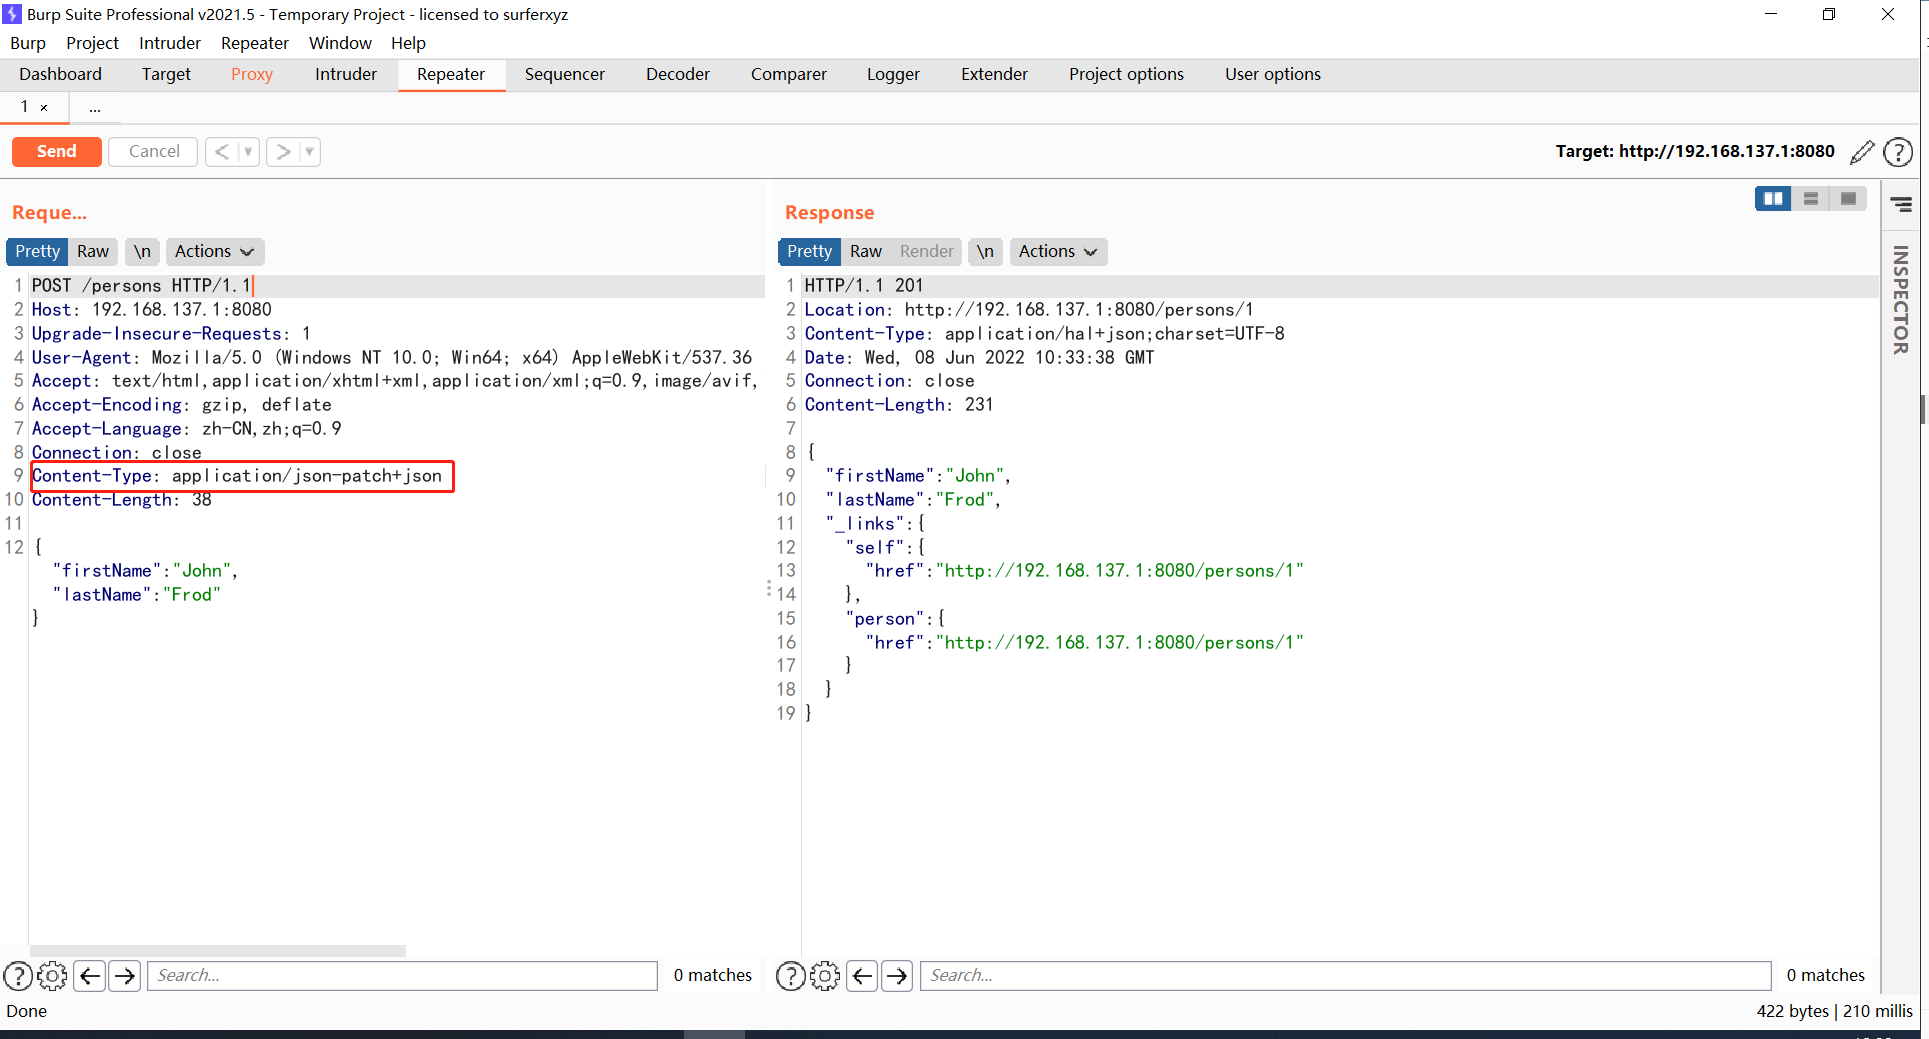 Burp Suite Professional v2021.5 - Temporary Project - licensed to surferxyz
Burp Project Intruder Repeater Window Help
Dashboard Target Proxy Intruder Repeater Sequencer Decoder Comparer Logger Extender Project options User options
1 × ...
Send Cancel < > Target: http://192.168.137.1:8080
Reque...
Pretty Raw \n Actions
1 POST /persons HTTP/1.1
2 Host: 192.168.137.1:8080
3 Upgrade-Insecure-Requests: 1
4 User-Agent: Mozilla/5.0 (Windows NT 10.0; Win64; x64) AppleWebKit/537.36
5 Accept: text/html,application/xhtml+xml,application/xml;q=0.9,image/avif,
6 Accept-Encoding: gzip, deflate
7 Accept-Language: zh-CN,zh;q=0.9
8 Connection: close
9 Content-Type: application/json-patch+json
10 Content-Length: 38
11
12 {
"firstName":"John",
"lastName":"Frod"
}
Search...
0 matches
Response
Pretty Raw Render \n Actions
1 HTTP/1.1 201
2 Location: http://192.168.137.1:8080/persons/1
3 Content-Type: application/hal+json;charset=UTF-8
4 Date: Wed, 08 Jun 2022 10:33:38 GMT
5 Connection: close
6 Content-Length: 231
7
8 {
9 "firstName":"John",
10 "lastName":"Frod",
11 "_links":{
12 "self":{
13 "href":"http://192.168.137.1:8080/persons/1"
14 },
15 "person":{
16 "href":"http://192.168.137.1:8080/persons/1"
17 }
18 }
19 }
Search...
0 matches
INSPECTOR
Done
422 bytes | 210 millis